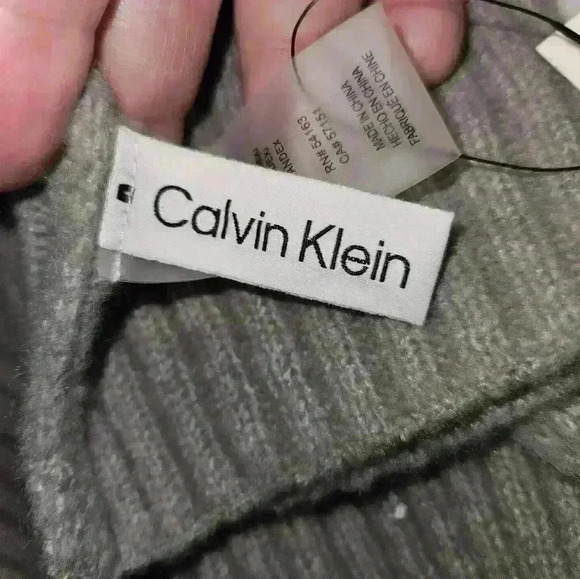 Calvin Klein
RN# 54163
CA# 57151
MADE IN CHINA
HECHO EN CHINA
FABRIQUE EN CHINE